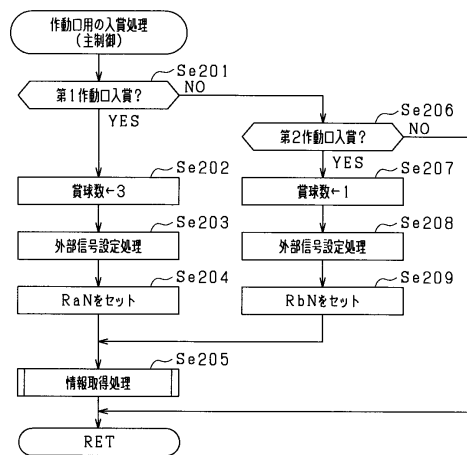 作動口用の入賞処理
(主制御)
Se201
第1作動口入賞?
NO
YES
Se206
第2作動口入賞?
NO
YES
Se202
賞球数←3
Se207
賞球数←1
Se203
外部信号設定処理
Se208
外部信号設定処理
Se204
RaNをセット
Se209
RbNをセット
Se205
情報取得処理
RET